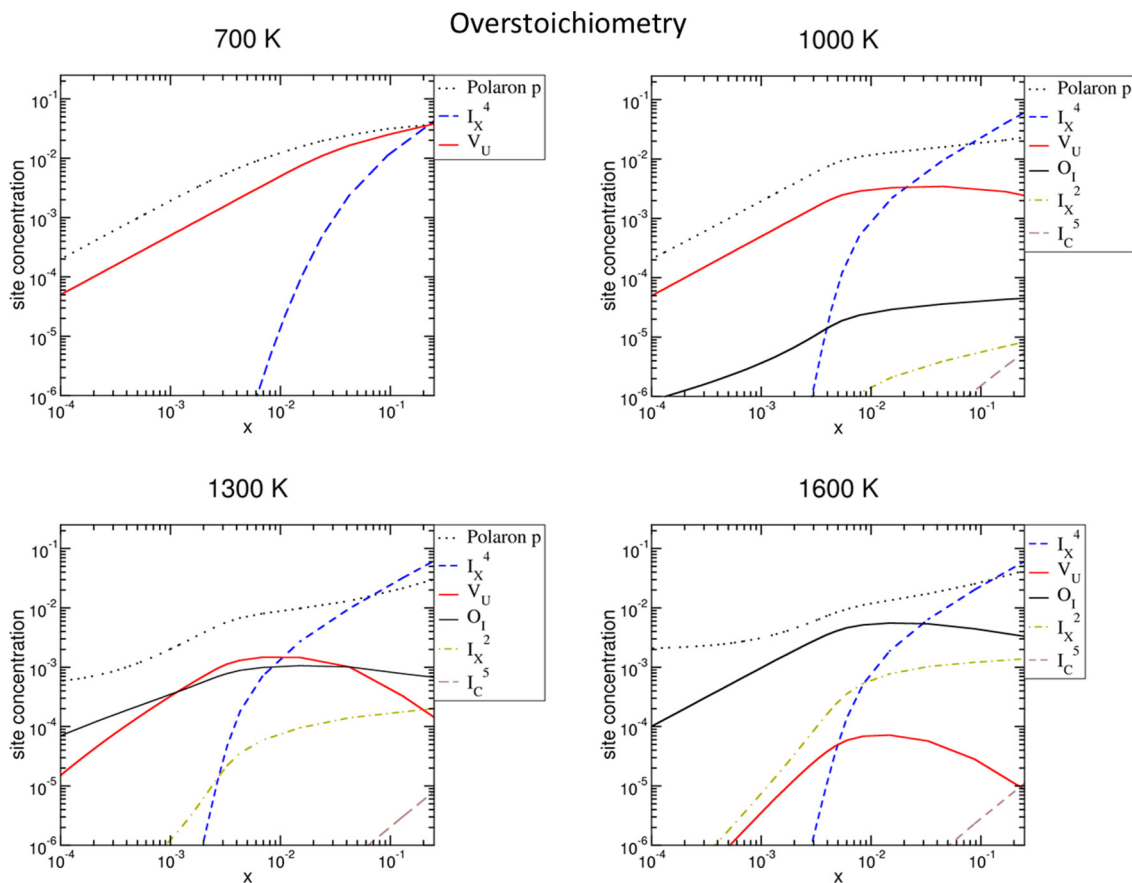 Overstoichiometry
700 K
10^-1
10^-2
10^-3
10^-4
10^-5
10^-6
site concentration
10^-4
10^-3
10^-2
10^-1
x
Polaron p
I_X^4
V_U
1000 K
10^-1
10^-2
10^-3
10^-4
10^-5
10^-6
site concentration
10^-4
10^-3
10^-2
10^-1
x
Polaron p
I_X^4
V_U
O_I
I_X^2
I_C^5
1300 K
10^-1
10^-2
10^-3
10^-4
10^-5
10^-6
site concentration
10^-4
10^-3
10^-2
10^-1
x
Polaron p
I_X^4
V_U
O_I
I_X^2
I_C^5
1600 K
10^-1
10^-2
10^-3
10^-4
10^-5
10^-6
site concentration
10^-4
10^-3
10^-2
10^-1
x
I_X^4
V_U
O_I
I_X^2
I_C^5